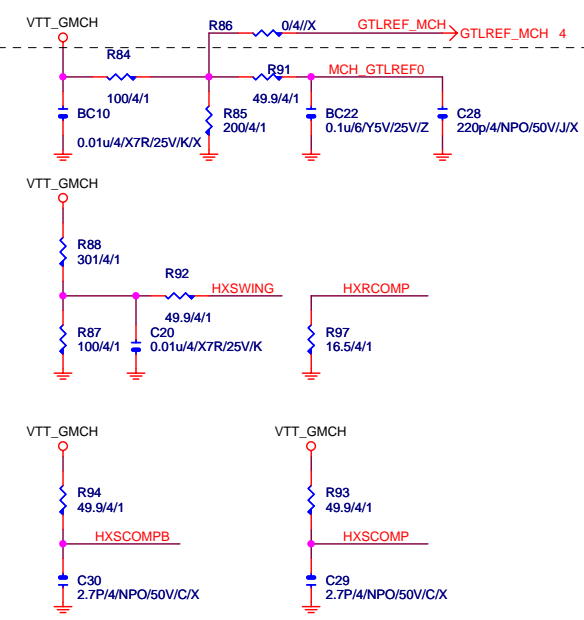 VTT_GMCH
R86
0/4//X
GTLREF_MCH
GTLREF_MCH 4
R84
100/4/1
R91
49.9/4/1
MCH_GTLREF0
BC10
0.01u/4/X7R/25V/K/X
R85
200/4/1
BC22
0.1u/6/Y5V/25V/Z
C28
220p/4/NPO/50V/J/X
VTT_GMCH
R88
301/4/1
R92
49.9/4/1
HXSWING
HXRCOMP
R87
100/4/1
C20
0.01u/4/X7R/25V/K
R97
16.5/4/1
VTT_GMCH
VTT_GMCH
R94
49.9/4/1
R93
49.9/4/1
HXSCOMPB
HXSCOMP
C30
2.7P/4/NPO/50V/C/X
C29
2.7P/4/NPO/50V/C/X